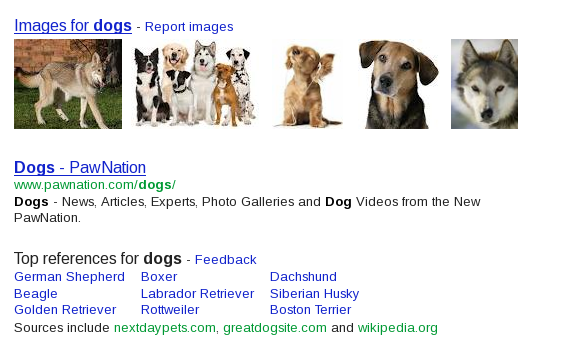 Images for dogs - Report images
Dogs - PawNation
www.pawnation.com/dogs/
Dogs - News, Articles, Experts, Photo Galleries and Dog Videos from the New
PawNation.
Top references for dogs - Feedback
German Shepherd Boxer Dachshund
Beagle Labrador Retriever Siberian Husky
Golden Retriever Rottweiler Boston Terrier
Sources include nextdaypets.com, greatdogsite.com and wikipedia.org